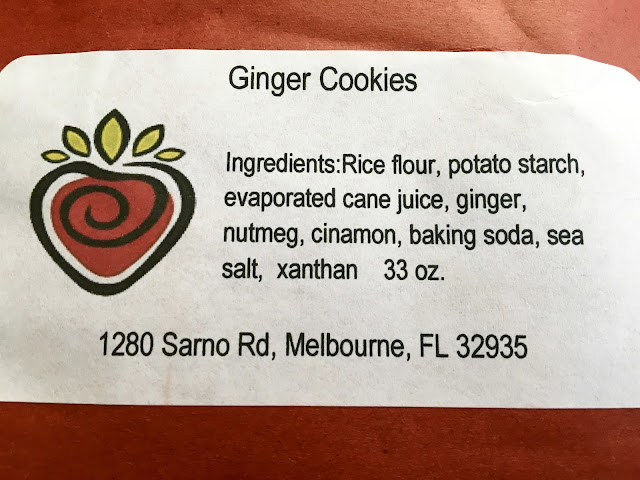 Ginger Cookies
Ingredients:Rice flour, potato starch,
evaporated cane juice, ginger,
nutmeg, cinamon, baking soda, sea
salt, xanthan 33 oz.
1280 Sarno Rd, Melbourne, FL 32935